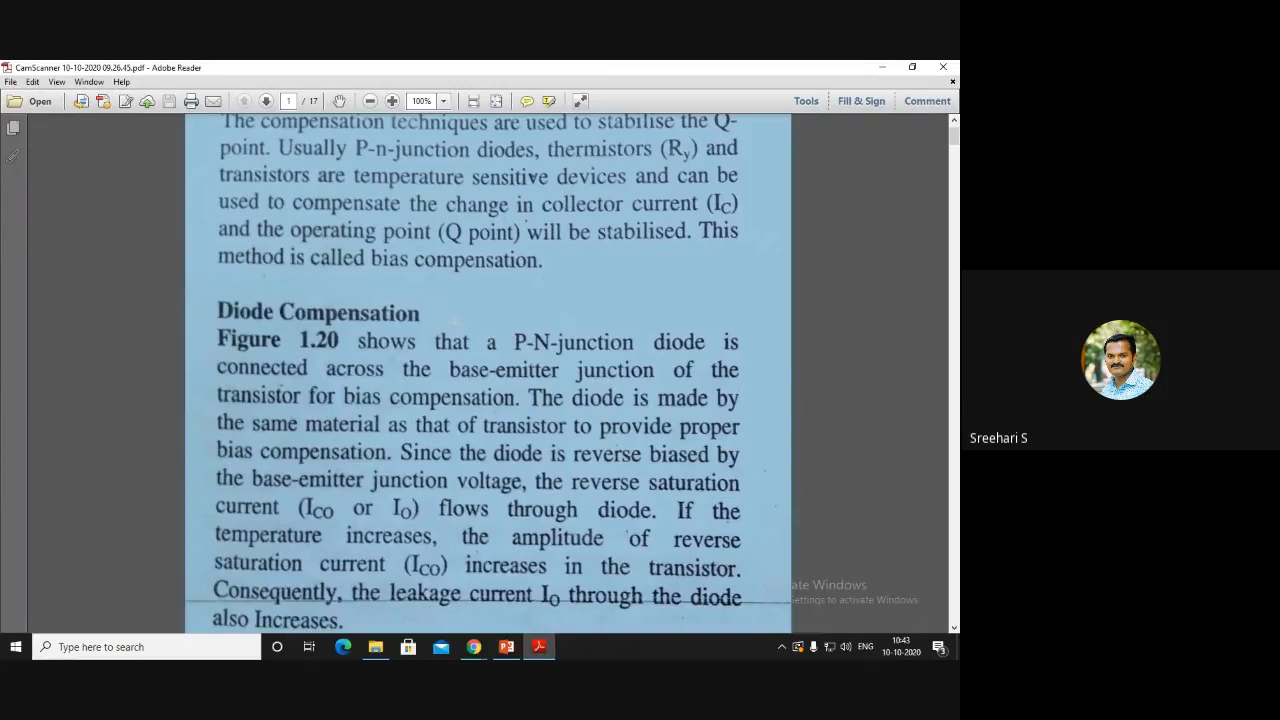 CamScanner 10-10-2020 09.26.45.pdf - Adobe Reader
File Edit View Window Help
Open 1 / 17 100% Tools Fill & Sign Comment
The compensation techniques are used to stabilise the Q-
point. Usually P-n-junction diodes, thermistors (Ry) and
transistors are temperature sensitive devices and can be
used to compensate the change in collector current (IC)
and the operating point (Q point) will be stabilised. This
method is called bias compensation.
Diode Compensation
Figure 1.20 shows that a P-N-junction diode is
connected across the base-emitter junction of the
transistor for bias compensation. The diode is made by
the same material as that of transistor to provide proper
bias compensation. Since the diode is reverse biased by
the base-emitter junction voltage, the reverse saturation
current (ICO or IO) flows through diode. If the
temperature increases, the amplitude of reverse
saturation current (ICO) increases in the transistor.
Consequently, the leakage current IO through the diode
also Increases.
ate Windows
Settings to activate Windows.
Sreehari S
Type here to search
ENG
10:43
10-10-2020
3